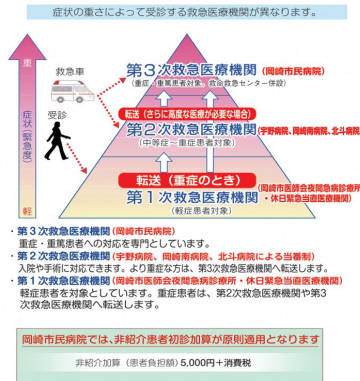 症状の重さによって受診する救急医療機関が異なります。
重
救急車
第3次救急医療機関(岡崎市民病院)
(重症・重篤患者対象、救命救急センター併設)
転送(さらに高度な医療が必要な場合)
症状(緊急度)
受診
第2次救急医療機関(宇野病院、岡崎南病院、北斗病院)
(中等症～重症患者対象)
転送(重症のとき)
第1次救急医療機関(岡崎市医師会夜間急病診療所・休日緊急当直医療機関)
軽
(軽症患者対象)
・第3次救急医療機関(岡崎市民病院)
重症・重篤患者への対応を専門としています。
・第2次救急医療機関(宇野病院、岡崎南病院、北斗病院による当番制)
入院や手術に対応できます。より重症な方は、第3次救急医療機関へ転送します。
・第1次救急医療機関(岡崎市医師会夜間急病診療所・休日緊急当直医療機関)
軽症患者を対象としています。重症患者は、第2次救急医療機関や第3
次救急医療機関へ転送します。
岡崎市民病院では、非紹介患者初診加算が原則適用となります
非紹介加算(患者負担額)5,000円+消費税